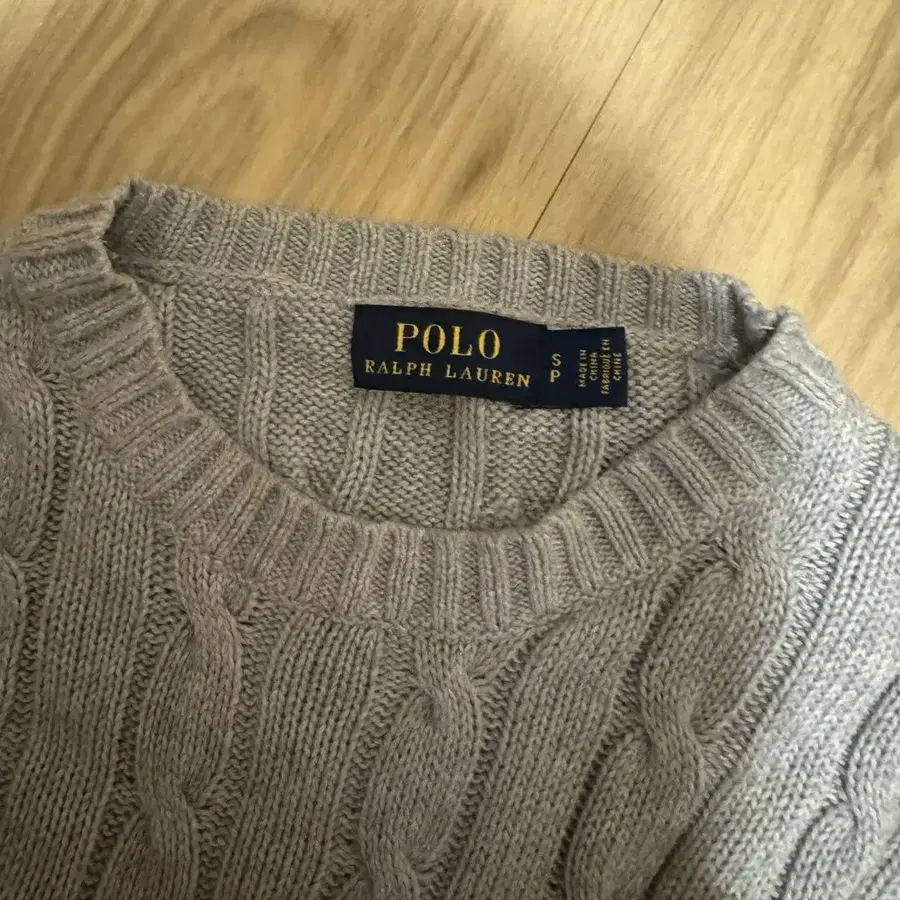 POLO
RALPH LAUREN
S
P
MADE IN
CHINA
FABRIQUÉ EN
CHINE